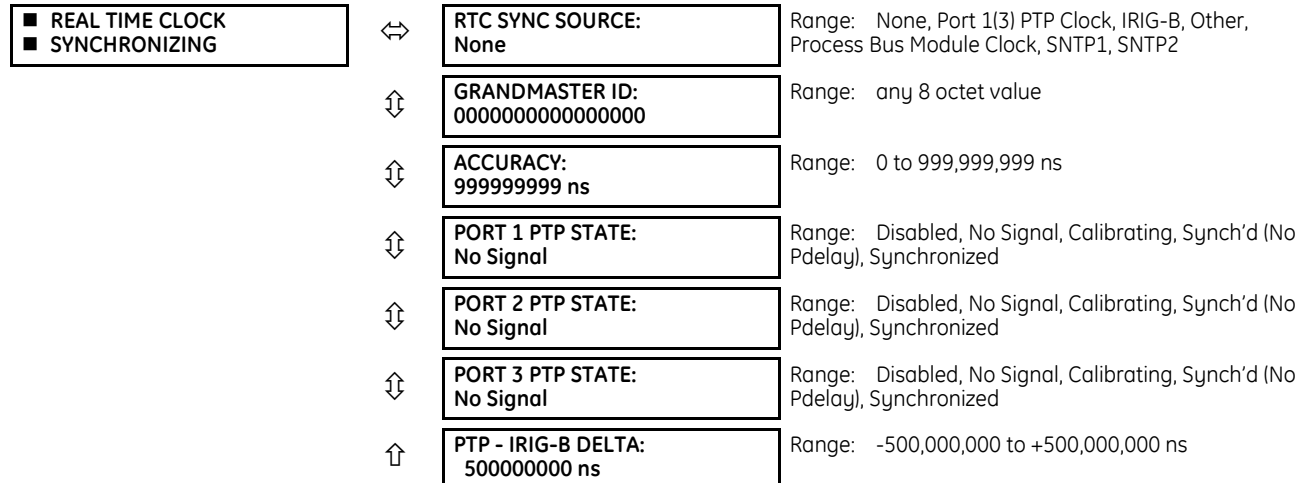 ■ REAL TIME CLOCK
■ SYNCHRONIZING
RTC SYNC SOURCE:
None
Range: None, Port 1(3) PTP Clock, IRIG-B, Other,
Process Bus Module Clock, SNTP1, SNTP2
GRANDMASTER ID:
0000000000000000
Range: any 8 octet value
ACCURACY:
999999999 ns
Range: 0 to 999,999,999 ns
PORT 1 PTP STATE:
No Signal
Range: Disabled, No Signal, Calibrating, Synch’d (No
Pdelay), Synchronized
PORT 2 PTP STATE:
No Signal
Range: Disabled, No Signal, Calibrating, Synch’d (No
Pdelay), Synchronized
PORT 3 PTP STATE:
No Signal
Range: Disabled, No Signal, Calibrating, Synch’d (No
Pdelay), Synchronized
PTP - IRIG-B DELTA:
500000000 ns
Range: -500,000,000 to +500,000,000 ns